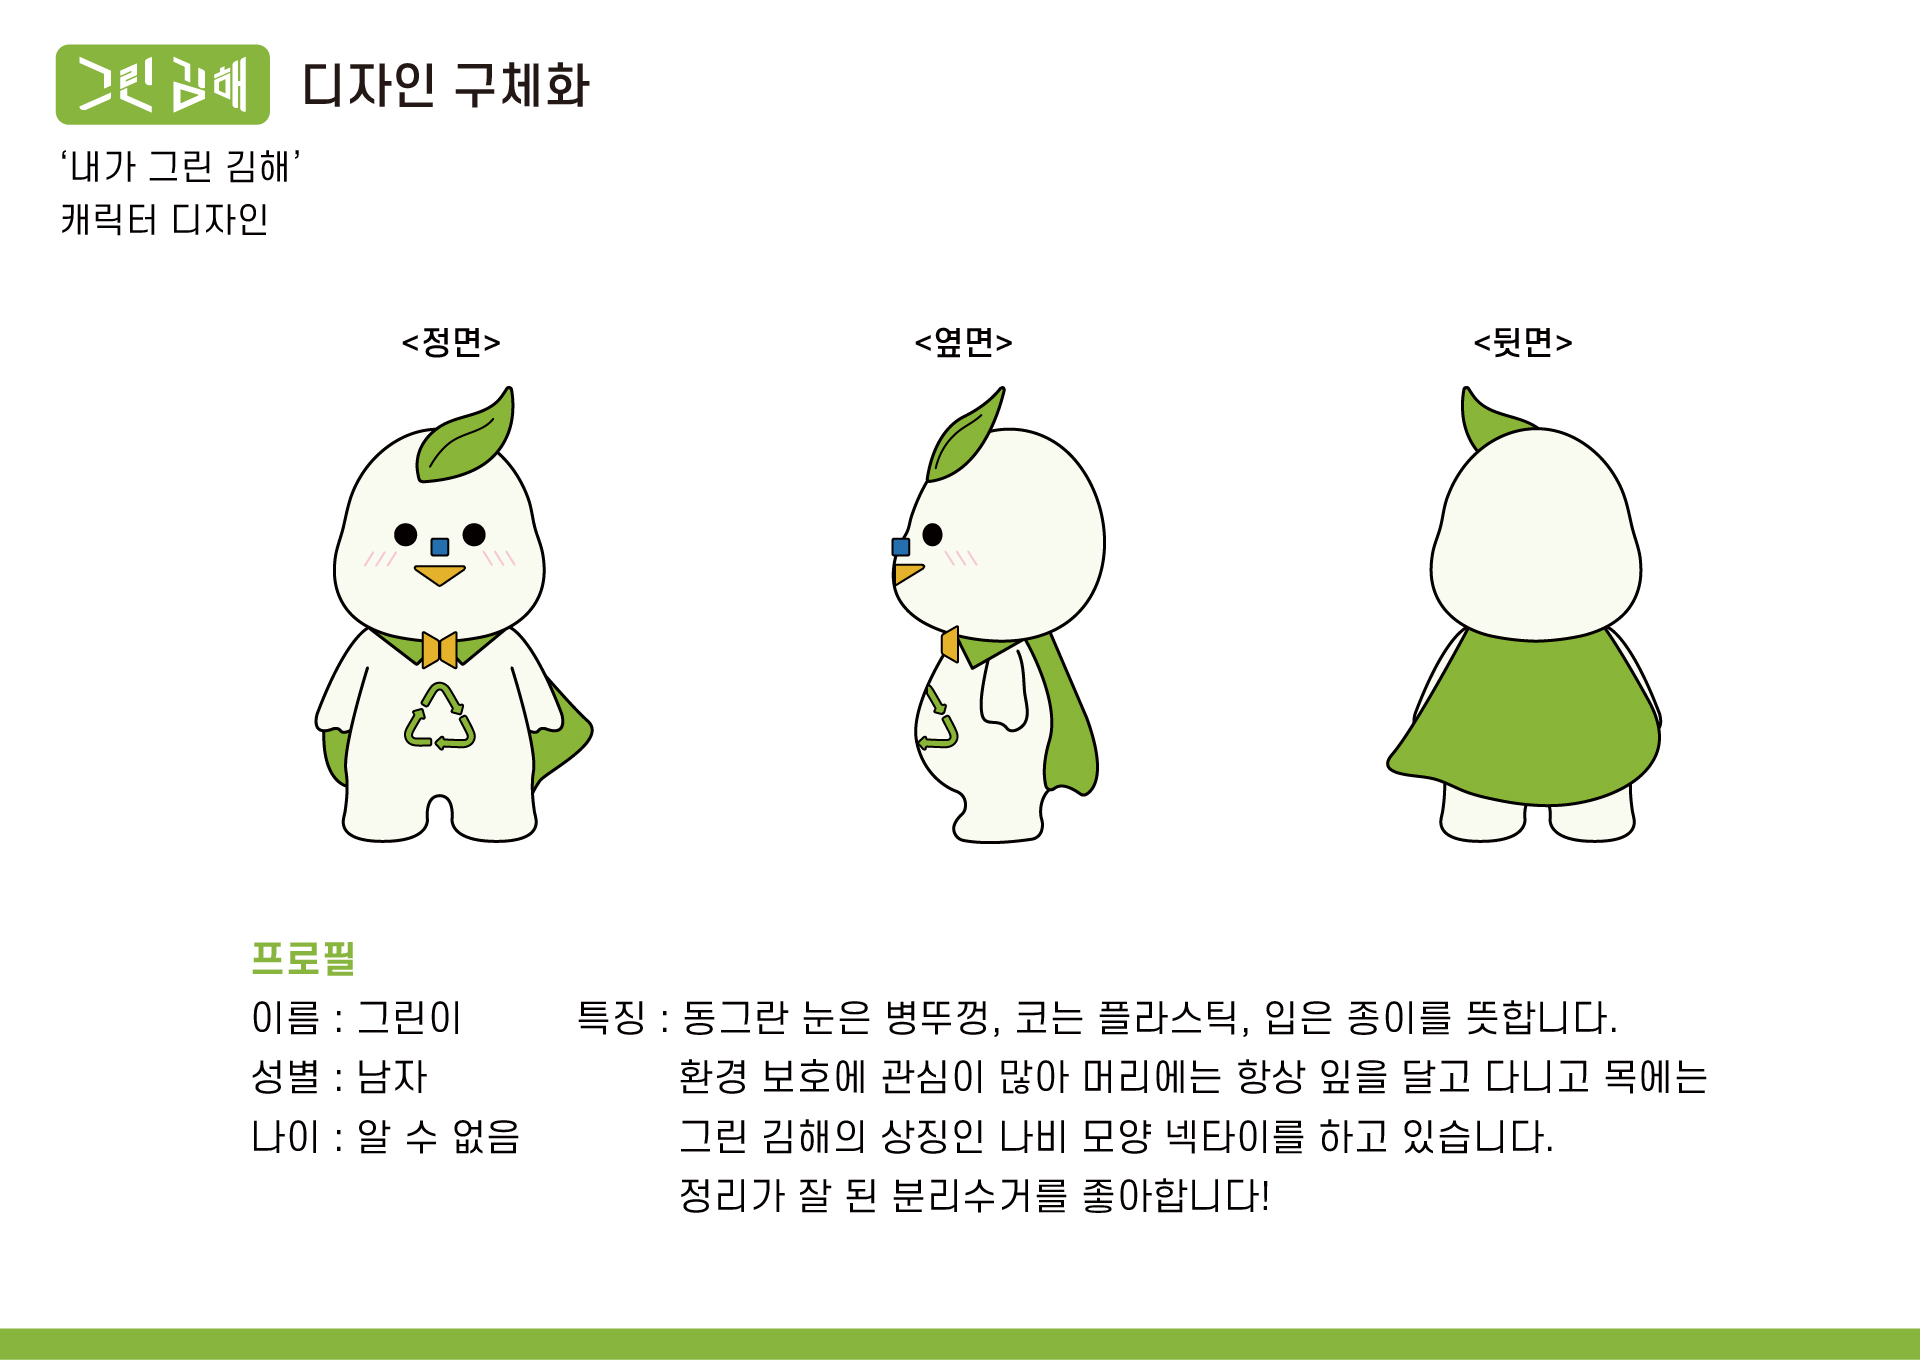 그린 김해 디자인 구체화
‘내가 그린 김해’
캐릭터 디자인
<정면> <옆면> <뒷면>
프로필
이름 : 그린이
성별 : 남자
나이 : 알 수 없음
특징 : 동그란 눈은 병뚜껑, 코는 플라스틱, 입은 종이를 뜻합니다.
환경 보호에 관심이 많아 머리에는 항상 잎을 달고 다니고 목에는
그린 김해의 상징인 나비 모양 넥타이를 하고 있습니다.
정리가 잘 된 분리수거를 좋아합니다!